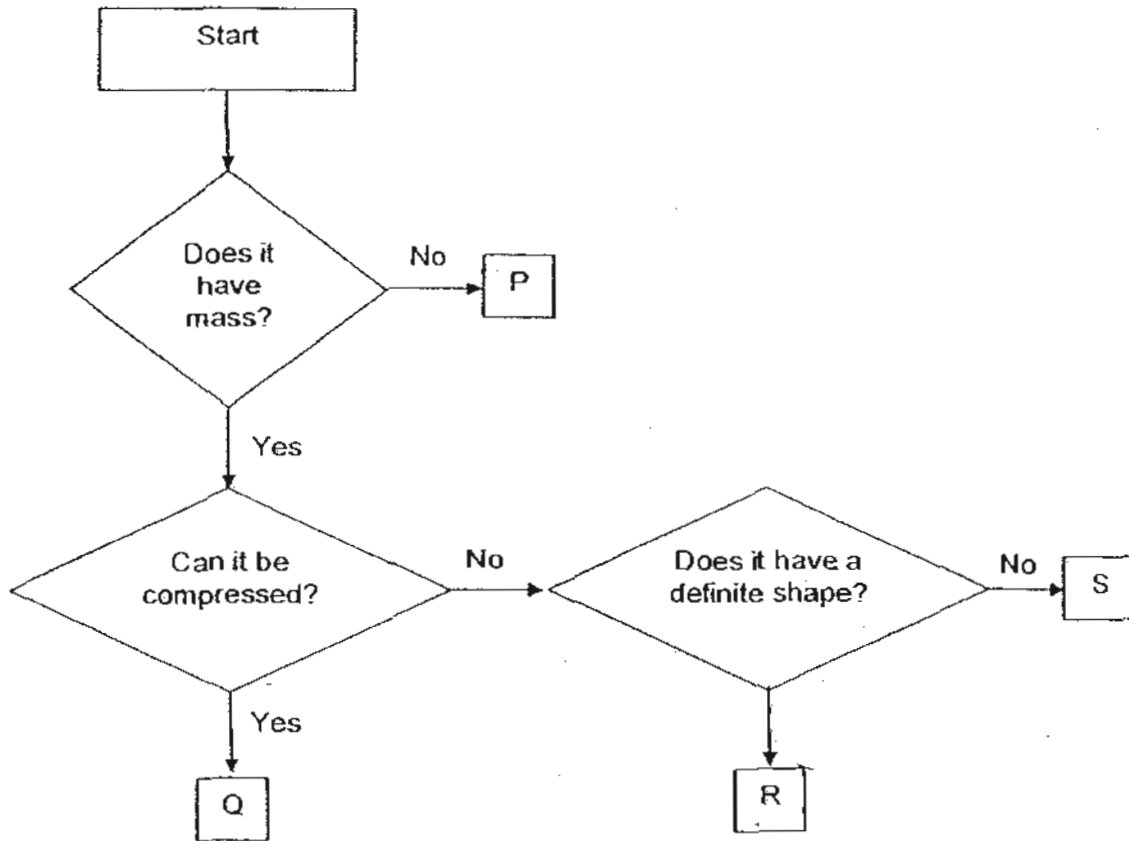 Start
Does it
have
mass?
No
P
Yes
Can it be
compressed?
No
Does it have a
definite shape?
No
S
Yes
Q
R